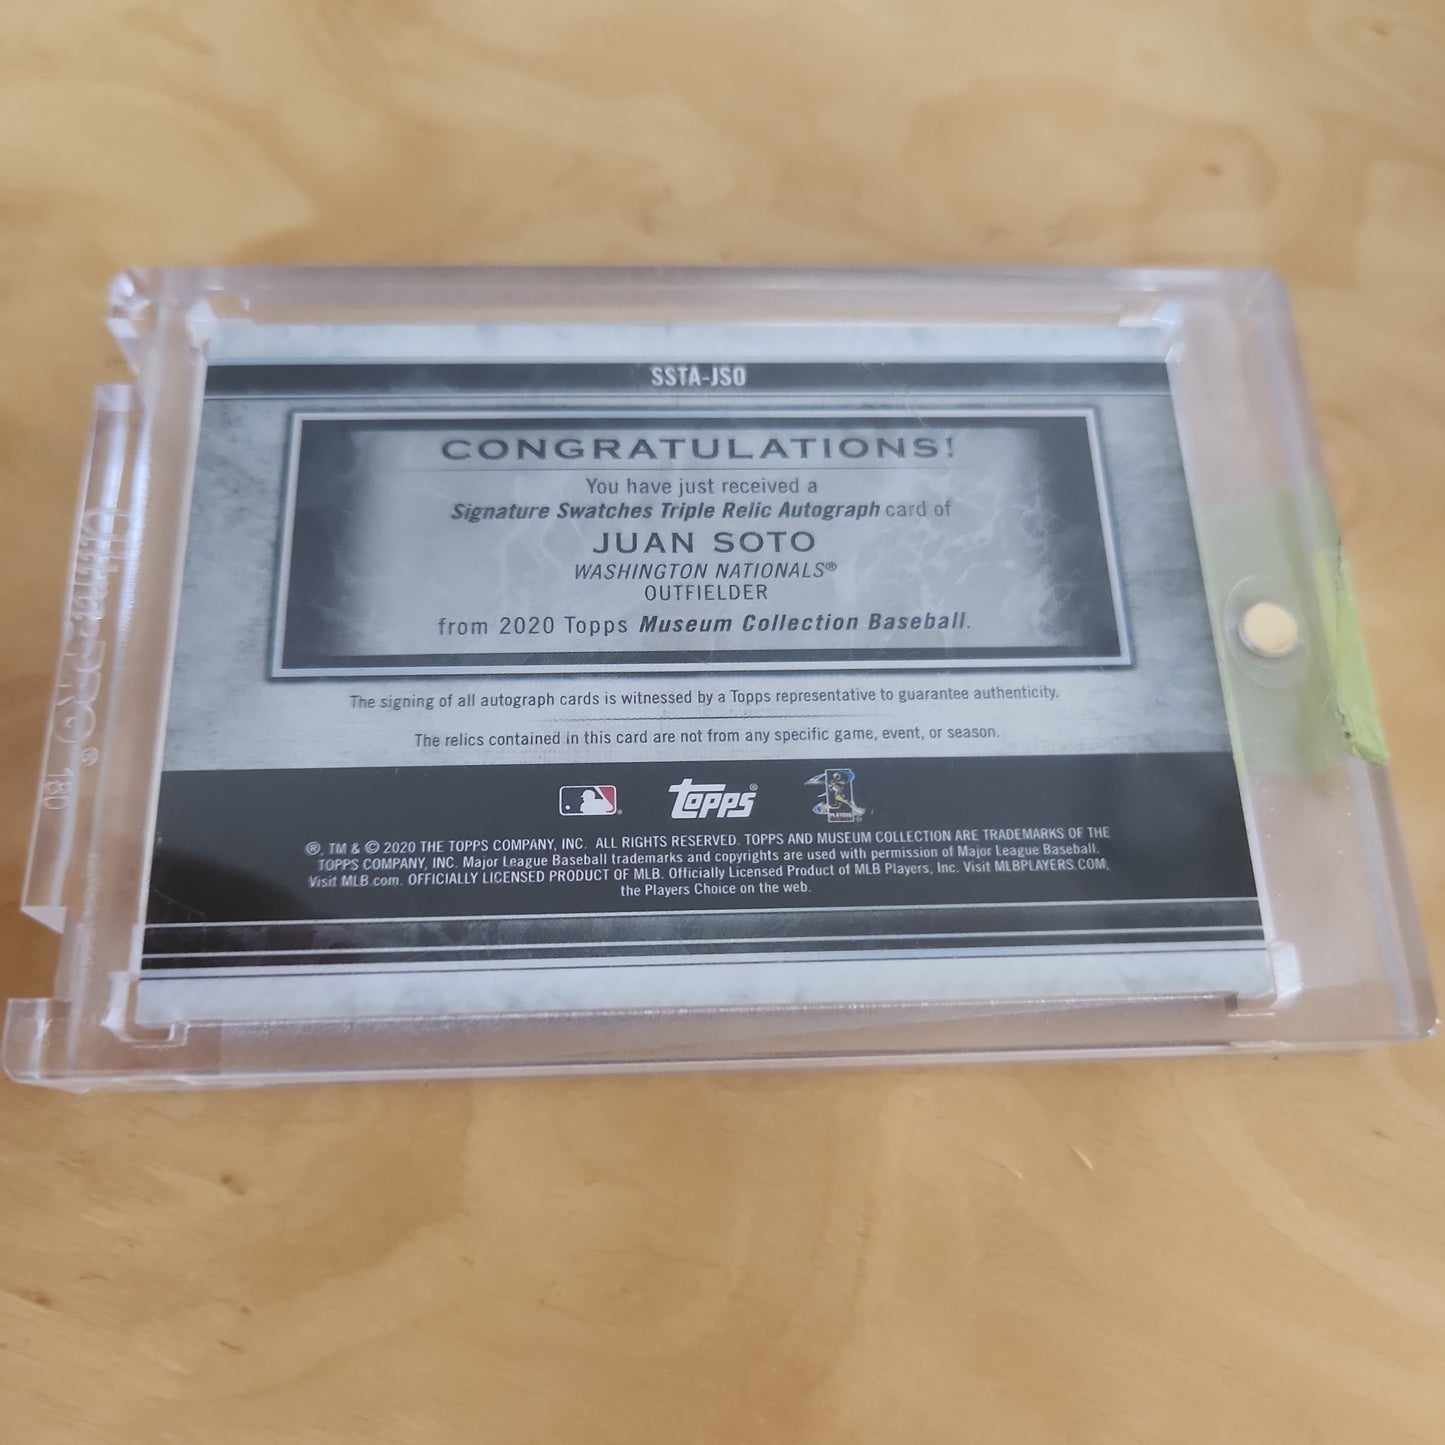 SSTA-JSO
CONGRATULATIONS!
You have just received a
Signature Swatches Triple Relic Autograph card of
JUAN SOTO
WASHINGTON NATIONALS®
OUTFIELDER
from 2020 Topps Museum Collection Baseball.
The signing of all autograph cards is witnessed by a Topps representative to guarantee authenticity.
The relics contained in this card are not from any specific game, event, or season.
Topps®
PLAYERS
®, TM & © 2020 THE TOPPS COMPANY, INC. ALL RIGHTS RESERVED. TOPPS AND MUSEUM COLLECTION ARE TRADEMARKS OF THE
TOPPS COMPANY, INC. Major League Baseball trademarks and copyrights are used with permission of Major League Baseball.
Visit MLB.com. OFFICIALLY LICENSED PRODUCT OF MLB. Officially Licensed Product of MLB Players, Inc. Visit MLBPLAYERS.COM,
the Players Choice on the web.
Ultra•PRO® 180